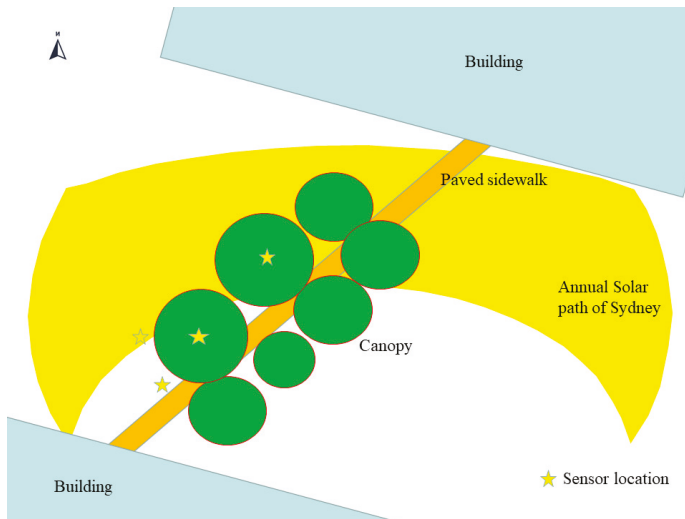 N
Building
Paved sidewalk
Annual Solar
path of Sydney
Canopy
Sensor location
Building